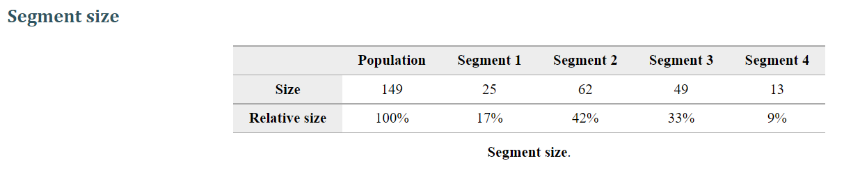 Segment size
Population Segment 1 Segment 2 Segment 3 Segment 4
Size 149 25 62 49 13
Relative size 100% 17% 42% 33% 9%
Segment size.